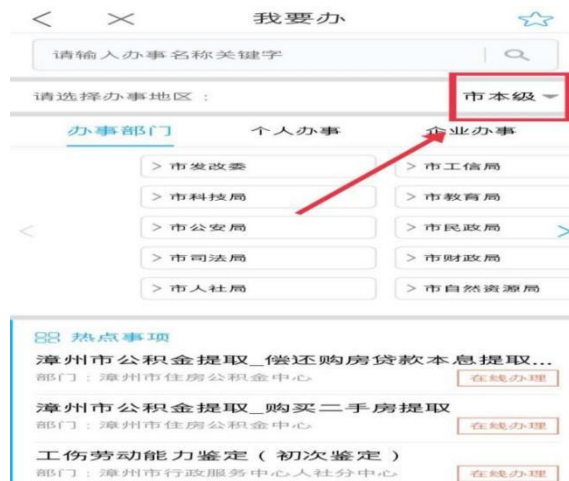 我要办
请输入办事名称关键字
请选择办事地区： 市本级
办事部门 个人办事 企业办事
> 市发改委 > 市工信局
> 市科技局 > 市教育局
> 市公安局 > 市民政局
> 市司法局 > 市财政局
> 市人社局 > 市自然资源局
热点事项
漳州市公积金提取_偿还购房贷款本息提取...
部门：漳州市住房公积金中心 在线办理
漳州市公积金提取_购买二手房提取
部门：漳州市住房公积金中心 在线办理
工伤劳动能力鉴定（初次鉴定）
部门：漳州市行政服务中心人社分中心 在线办理